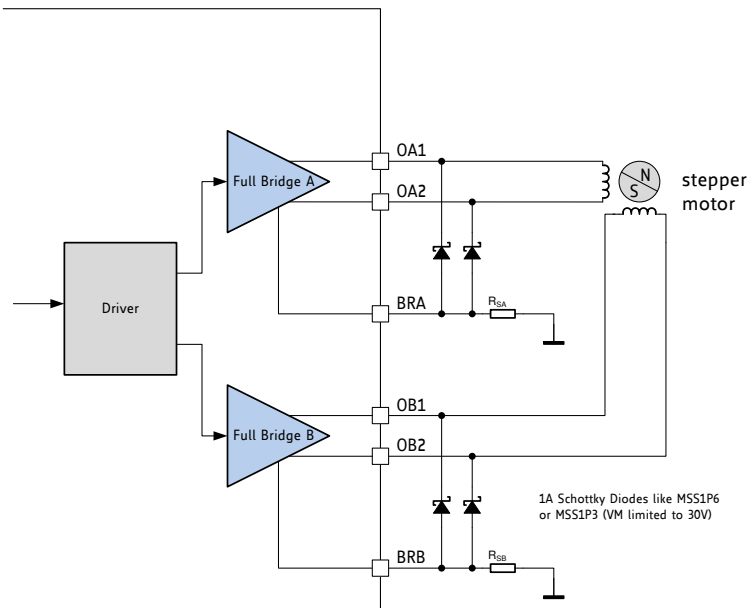 OA1
Full Bridge A
OA2
N
S
stepper
motor
Driver
BRA
RSA
OB1
Full Bridge B
OB2
1A Schottky Diodes like MSS1P6
or MSS1P3 (VM limited to 30V)
BRB
RSB